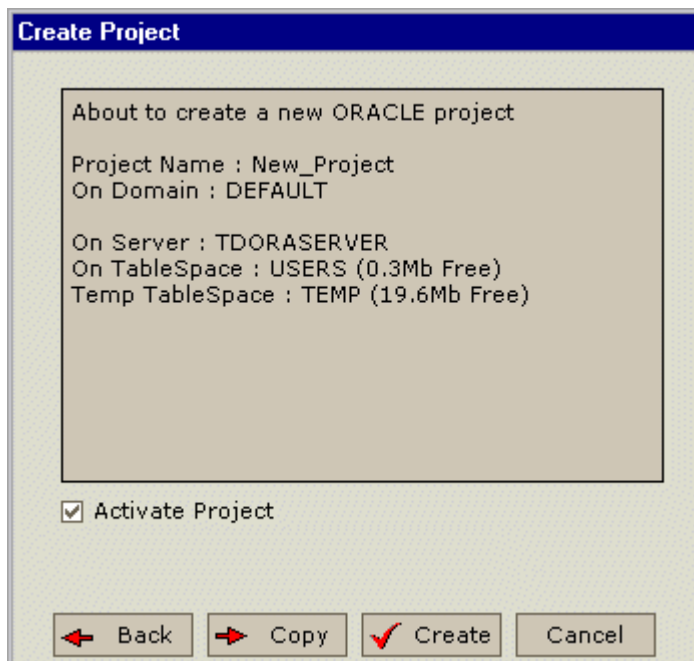 Create Project
About to create a new ORACLE project
Project Name : New_Project
On Domain : DEFAULT
On Server : TDORASERVER
On TableSpace : USERS (0.3Mb Free)
Temp TableSpace : TEMP (19.6Mb Free)
Activate Project
Back
Copy
Create
Cancel